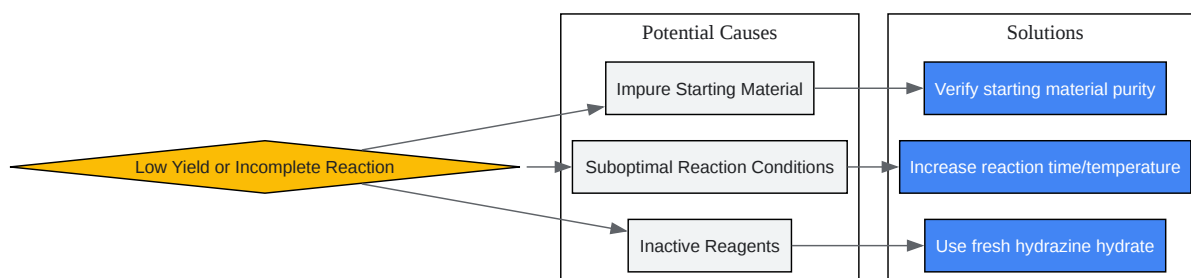 Potential Causes
Solutions
Impure Starting Material
Verify starting material purity
Low Yield or Incomplete Reaction
Suboptimal Reaction Conditions
Increase reaction time/temperature
Inactive Reagents
Use fresh hydrazine hydrate